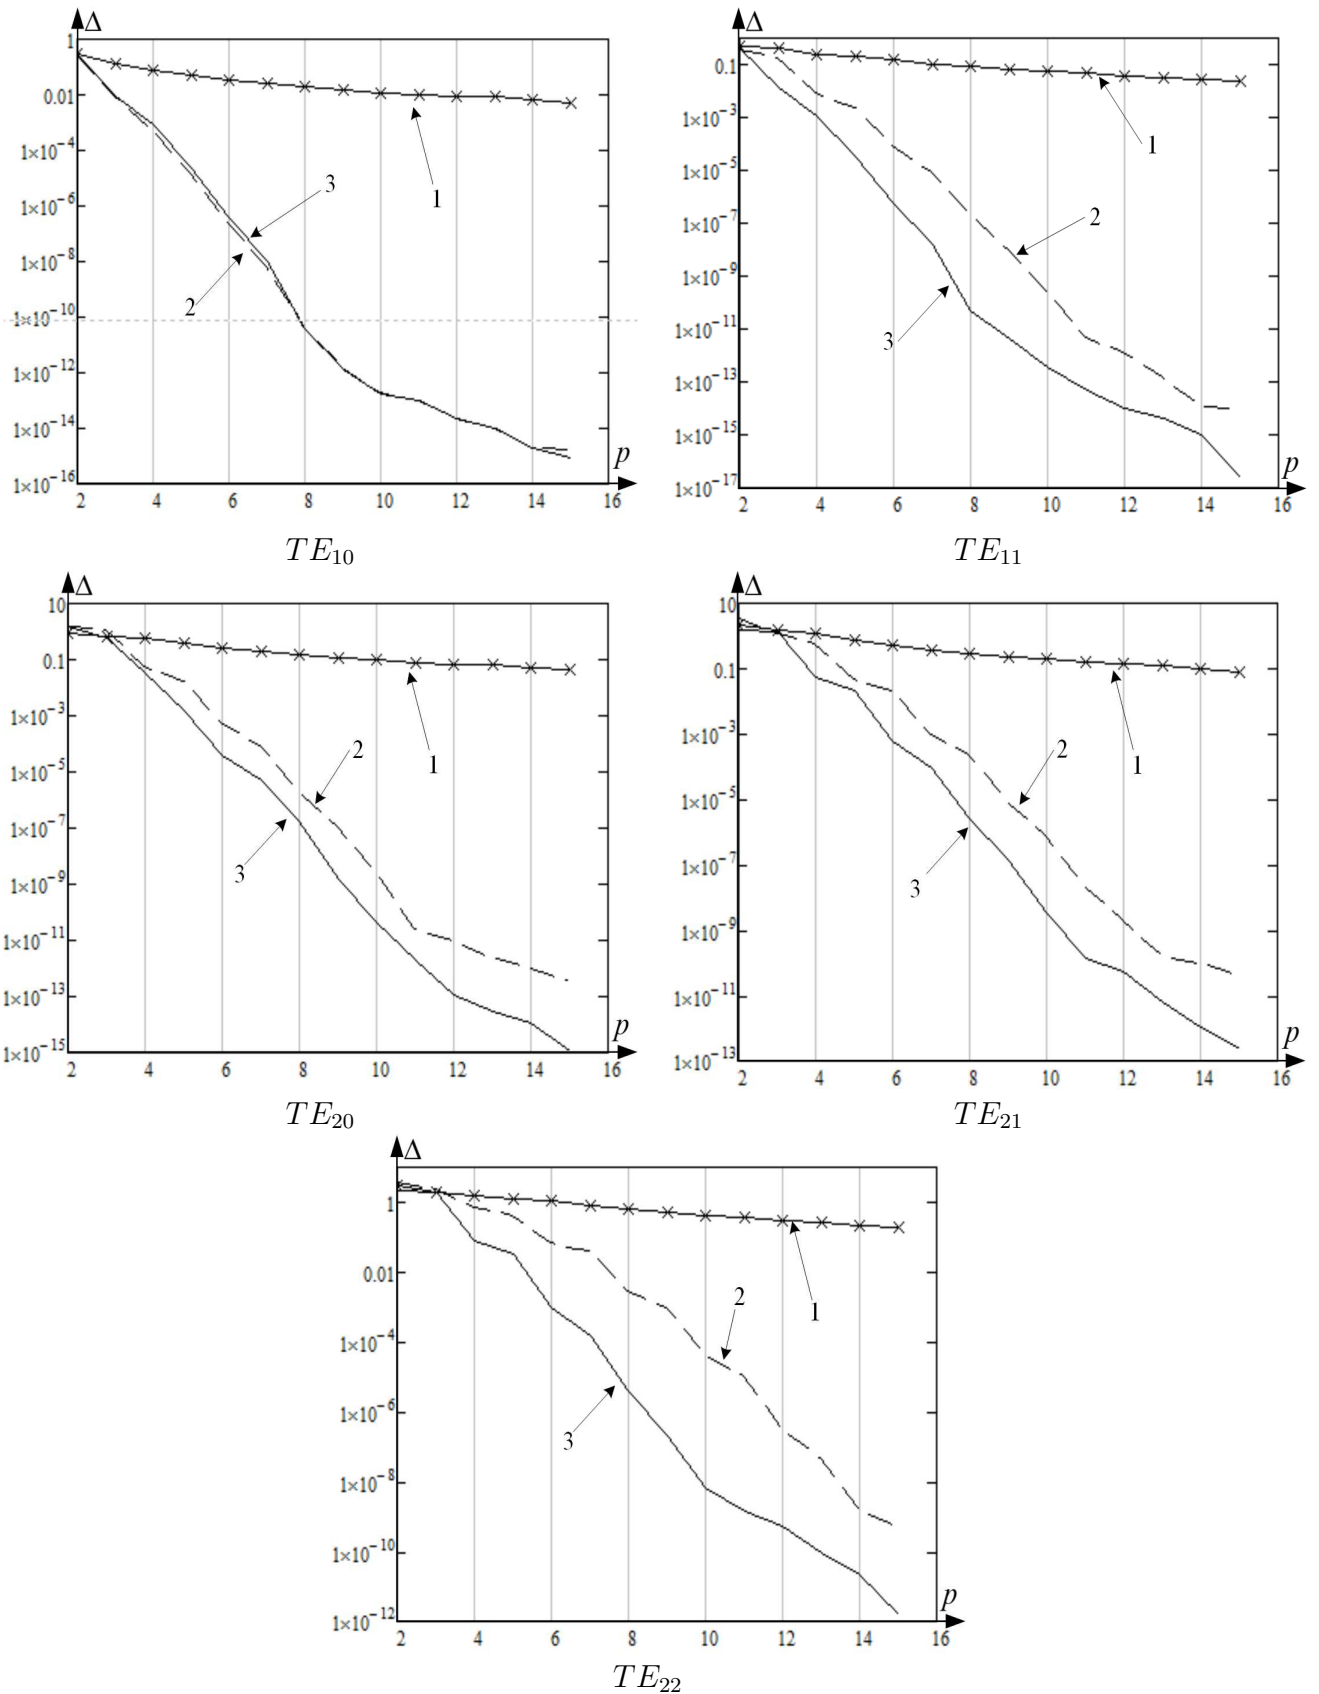 Δ
1
0.01
1×10⁻⁴
1×10⁻⁶
1×10⁻⁸
1×10⁻¹⁰
1×10⁻¹²
1×10⁻¹⁴
1×10⁻¹⁶
3
1
2
p
2 4 6 8 10 12 14 16
TE₁₀
Δ
0.1
1×10⁻³
1×10⁻⁵
1×10⁻⁷
1×10⁻⁹
1×10⁻¹¹
1×10⁻¹³
1×10⁻¹⁵
1×10⁻¹⁷
1
2
3
p
2 4 6 8 10 12 14 16
TE₁₁
Δ
10
0.1
1×10⁻³
1×10⁻⁵
1×10⁻⁷
1×10⁻⁹
1×10⁻¹¹
1×10⁻¹³
1×10⁻¹⁵
2
1
3
p
2 4 6 8 10 12 14 16
TE₂₀
Δ
10
0.1
1×10⁻³
1×10⁻⁵
1×10⁻⁷
1×10⁻⁹
1×10⁻¹¹
1×10⁻¹³
2
1
3
p
2 4 6 8 10 12 14 16
TE₂₁
Δ
1
0.01
1×10⁻⁴
1×10⁻⁶
1×10⁻⁸
1×10⁻¹⁰
1×10⁻¹²
2
1
3
p
2 4 6 8 10 12 14 16
TE₂₂